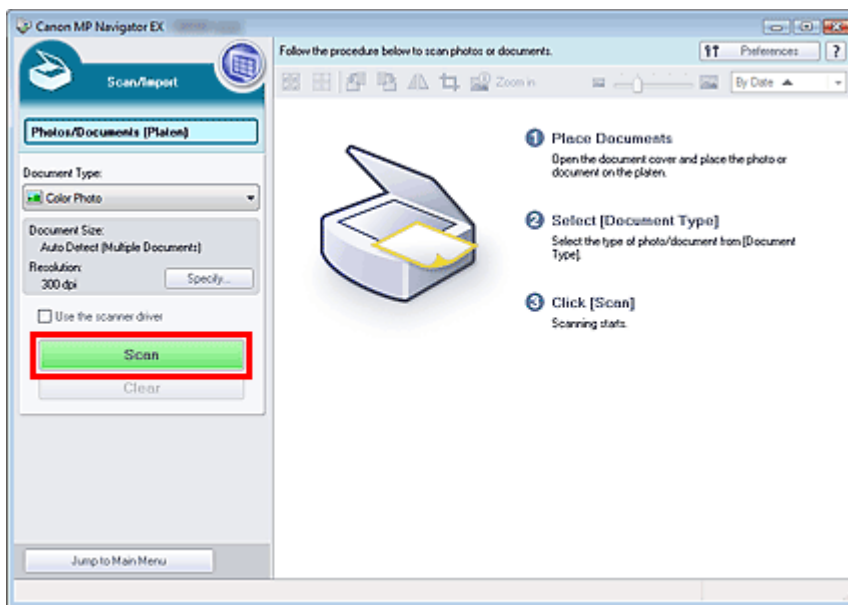 Canon MP Navigator EX
Scan/Import
Photos/Documents (Platen)
Document Type:
Color Photo
Document Size:
Auto Detect (Multiple Documents)
Resolution:
300 dpi
Specify...
Use the scanner driver
Scan
Clear
Jump to Main Menu
Follow the procedure below to scan photos or documents.
Preferences
?
Zoom in
By Date
1 Place Documents
Open the document cover and place the photo or
document on the platen.
2 Select [Document Type]
Select the type of photo/document from [Document
Type].
3 Click [Scan]
Scanning starts.